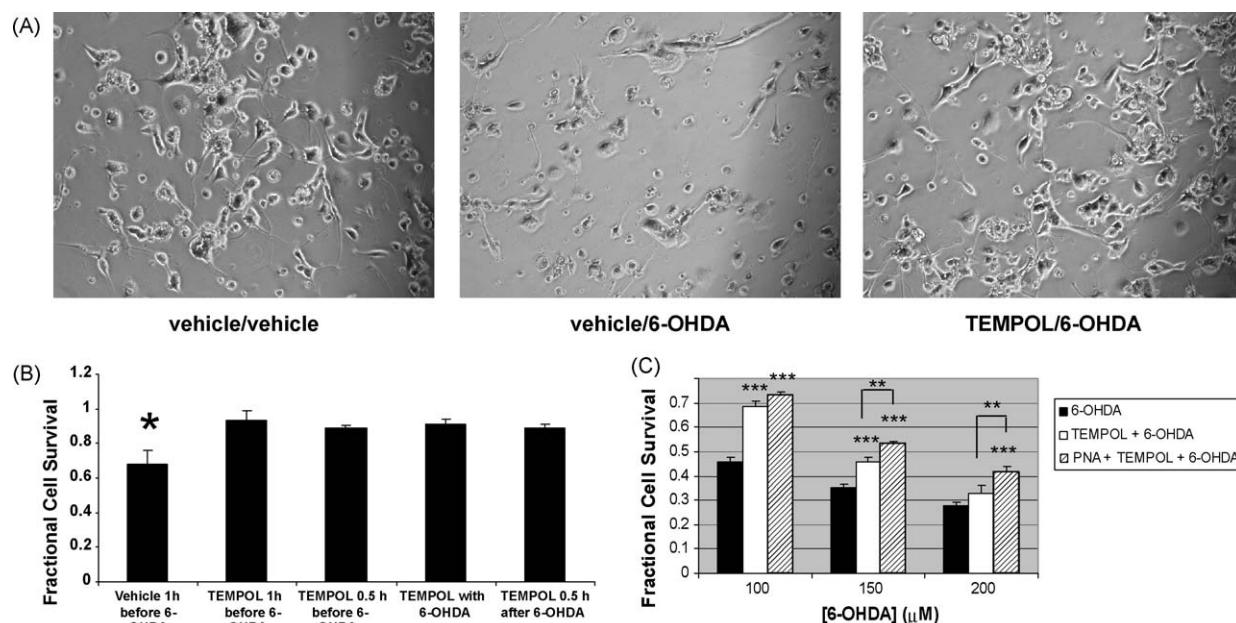 (A)
vehicle/vehicle
vehicle/6-OHDA
TEMPOL/6-OHDA
(B)
Fractional Cell Survival
1.2
1
0.8
0.6
0.4
0.2
0
*
Vehicle 1h
before 6-
TEMPOL 1h
before 6-
TEMPOL 0.5 h
before 6-
TEMPOL with
6-OHDA
TEMPOL 0.5 h
after 6-OHDA
(C)
Fractional Cell Survival
0.7
0.6
0.5
0.4
0.3
0.2
0.1
0
*** ***
**
***
***
**
***
100
150
200
[6-OHDA] (μM)
6-OHDA
TEMPOL + 6-OHDA
PNA + TEMPOL + 6-OHDA